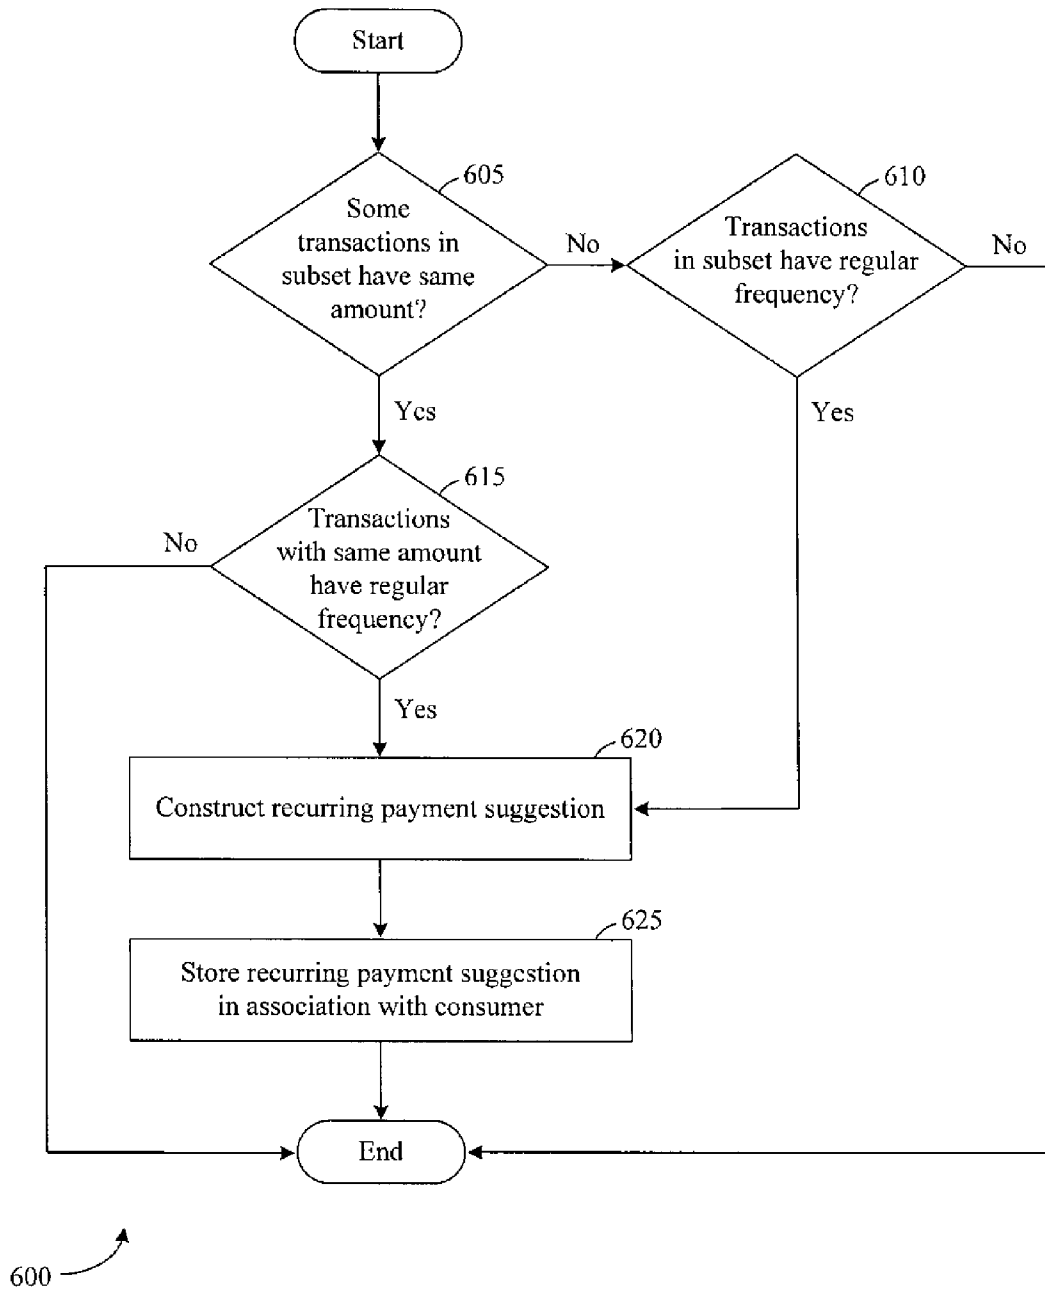 Start
605
Some
transactions in
subset have same
amount?
No
610
Transactions
in subset have regular
frequency?
No
Yes
Yes
615
Transactions
with same amount
have regular
frequency?
No
Yes
620
Construct recurring payment suggestion
625
Store recurring payment suggestion
in association with consumer
End
600